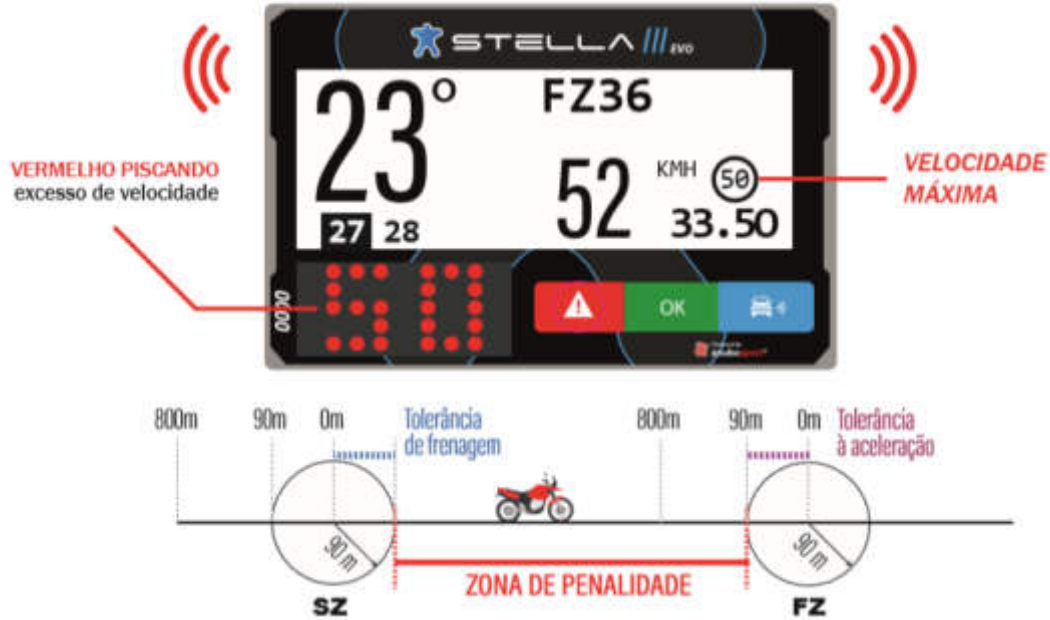 STELLA III EVO
23°
FZ36
52
KMH
50
33.50
27
28
VERMELHO PISCANDO
excesso de velocidade
VELOCIDADE
MÁXIMA
0000
50
OK
800m
90m
0m
Tolerância
de frenagem
800m
90m
0m
Tolerância
à aceleração
90 m
90 m
ZONA DE PENALIDADE
SZ
FZ